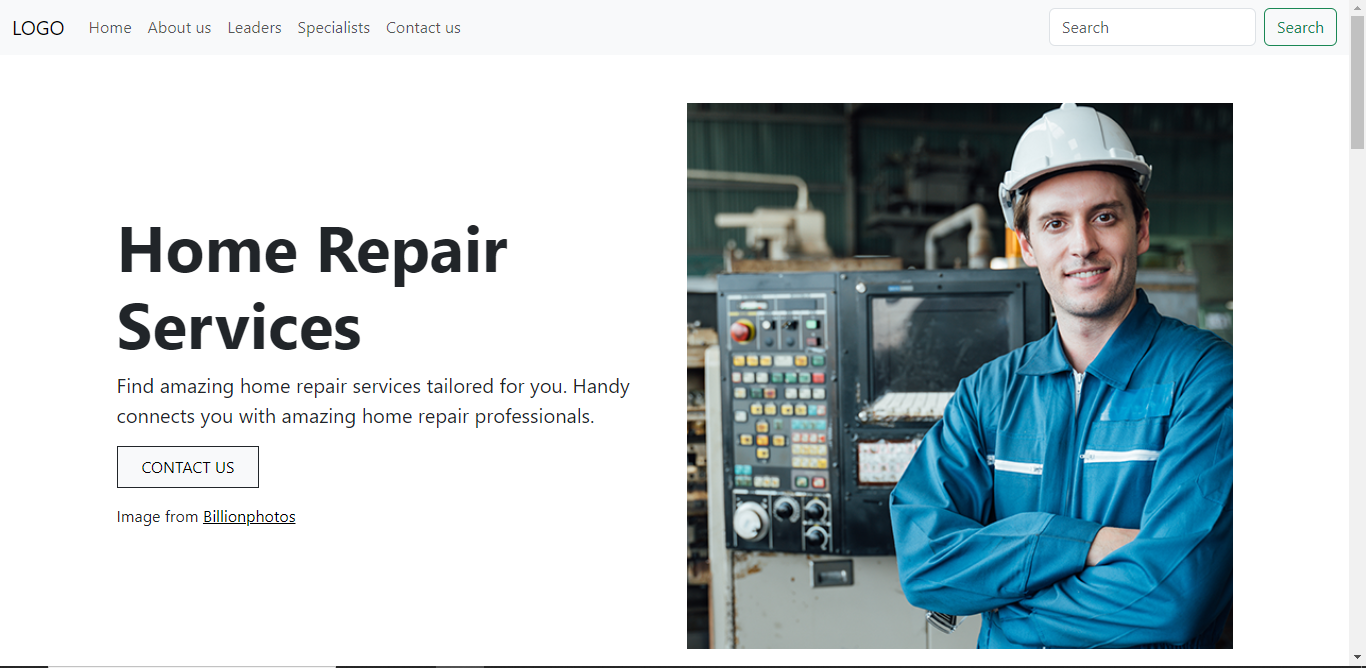 LOGO Home About us Leaders Specialists Contact us Search Search
Home Repair
Services
Find amazing home repair services tailored for you. Handy
connects you with amazing home repair professionals.
CONTACT US
Image from Billionphotos